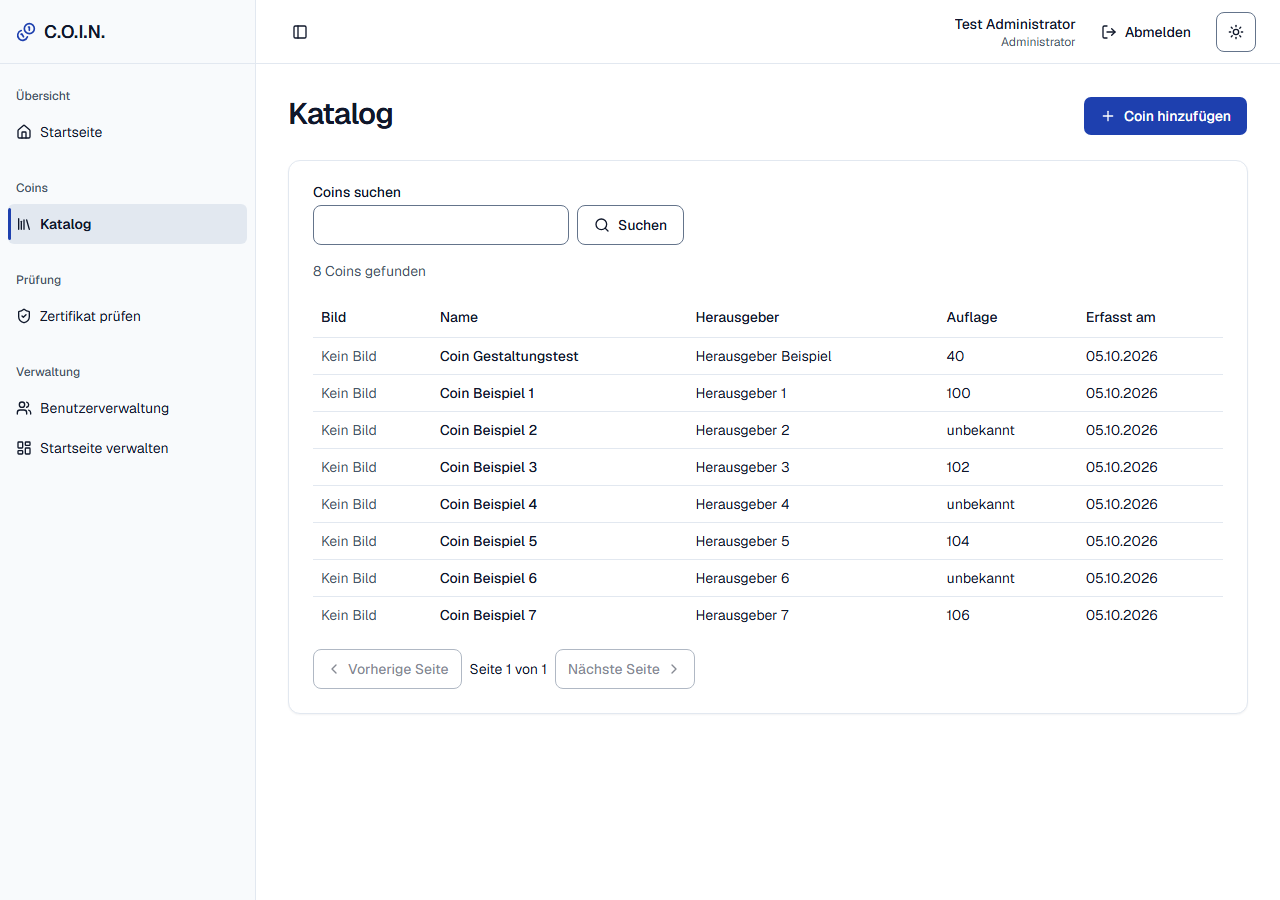 C.O.I.N.
Test Administrator
Administrator
Abmelden
Übersicht
Startseite
Coins
Katalog
Prüfung
Zertifikat prüfen
Verwaltung
Benutzerverwaltung
Startseite verwalten
Katalog
Coin hinzufügen
Coins suchen
Suchen
8 Coins gefunden
Bild Name Herausgeber Auflage Erfasst am
Kein Bild Coin Gestaltungstest Herausgeber Beispiel 40 05.10.2026
Kein Bild Coin Beispiel 1 Herausgeber 1 100 05.10.2026
Kein Bild Coin Beispiel 2 Herausgeber 2 unbekannt 05.10.2026
Kein Bild Coin Beispiel 3 Herausgeber 3 102 05.10.2026
Kein Bild Coin Beispiel 4 Herausgeber 4 unbekannt 05.10.2026
Kein Bild Coin Beispiel 5 Herausgeber 5 104 05.10.2026
Kein Bild Coin Beispiel 6 Herausgeber 6 unbekannt 05.10.2026
Kein Bild Coin Beispiel 7 Herausgeber 7 106 05.10.2026
Vorherige Seite Seite 1 von 1 Nächste Seite